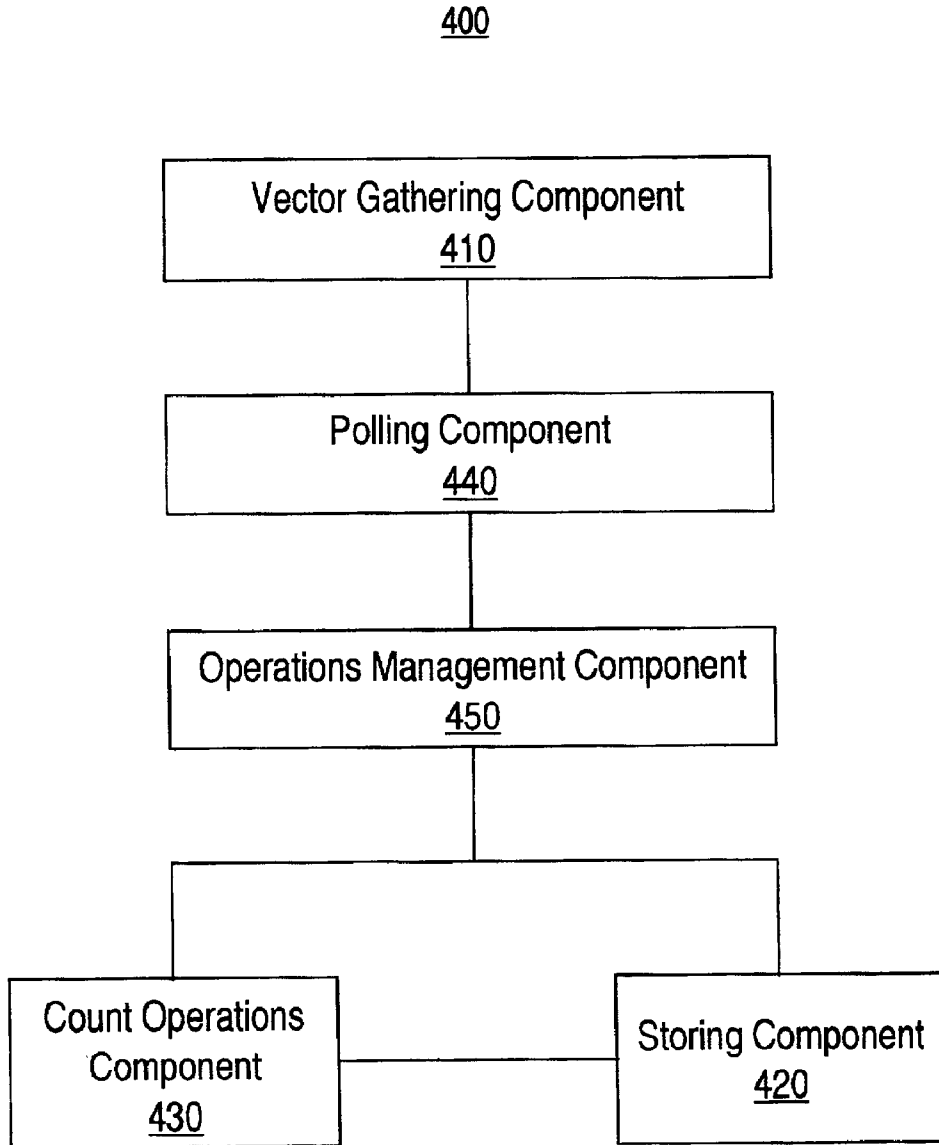 400
Vector Gathering Component
410
Polling Component
440
Operations Management Component
450
Count Operations
Component
430
Storing Component
420